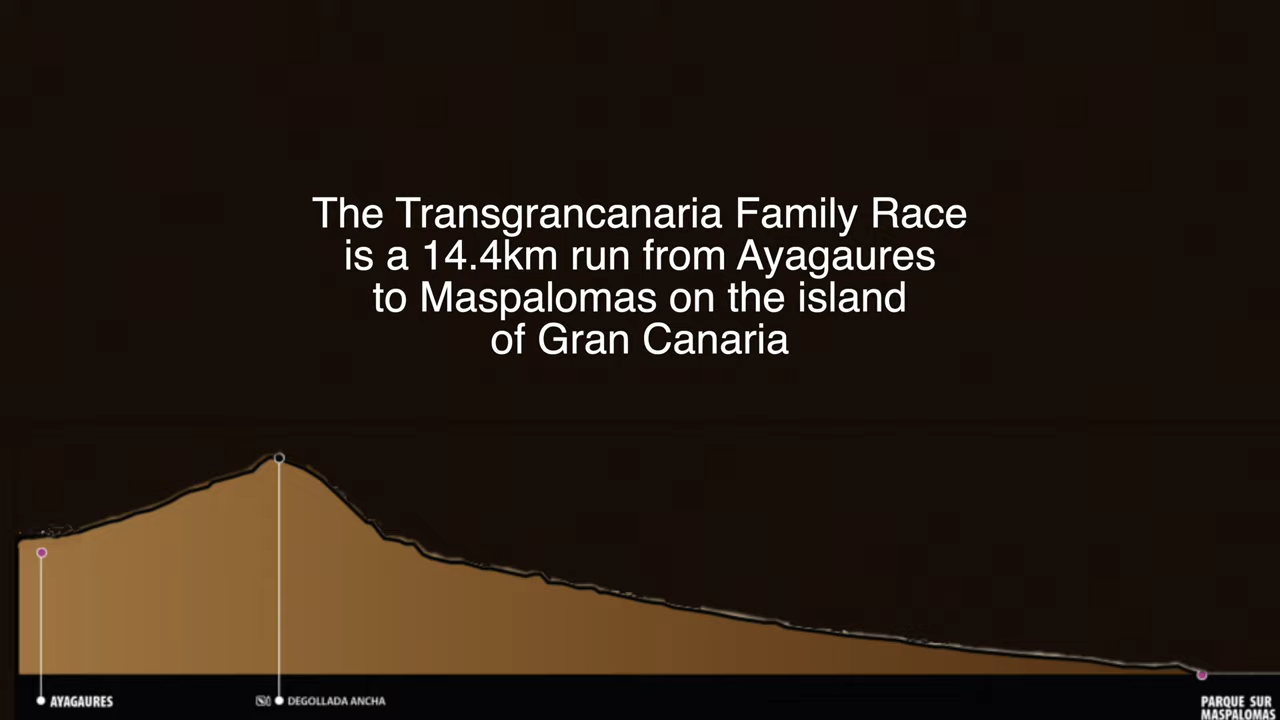 The Transgrancanaria Family Race
is a 14.4km run from Ayagaures
to Maspalomas on the island
of Gran Canaria
AYAGAURES
DEGOLLADA ANCHA
PARQUE SUR
MASPALOMAS